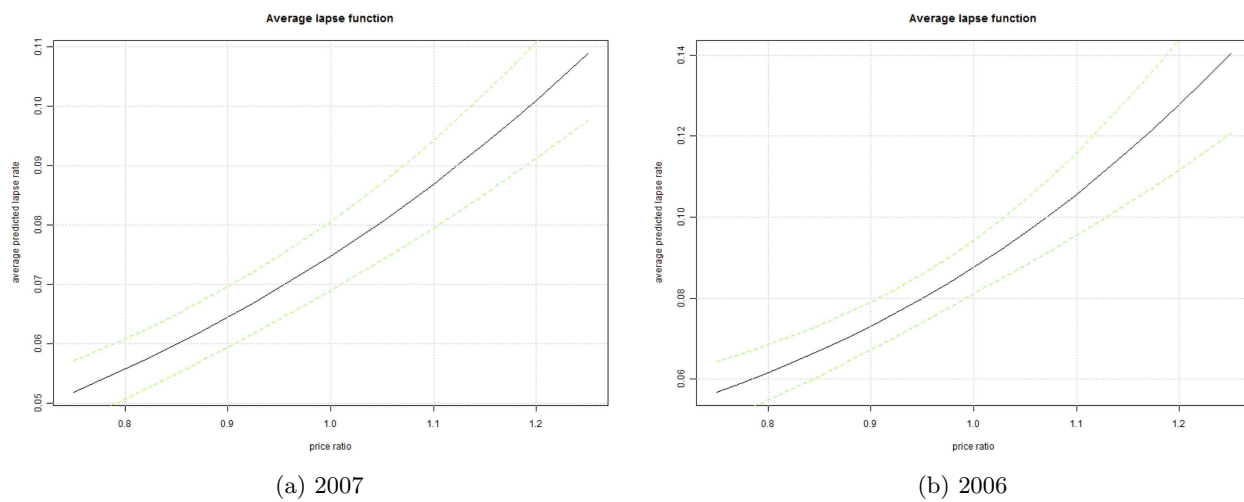 Average lapse function
0.11
0.10
0.09
0.08
0.07
0.06
0.05
average predicted lapse rate
0.8 0.9 1.0 1.1 1.2
price ratio
(a) 2007
Average lapse function
0.14
0.12
0.10
0.08
0.06
average predicted lapse rate
0.8 0.9 1.0 1.1 1.2
price ratio
(b) 2006